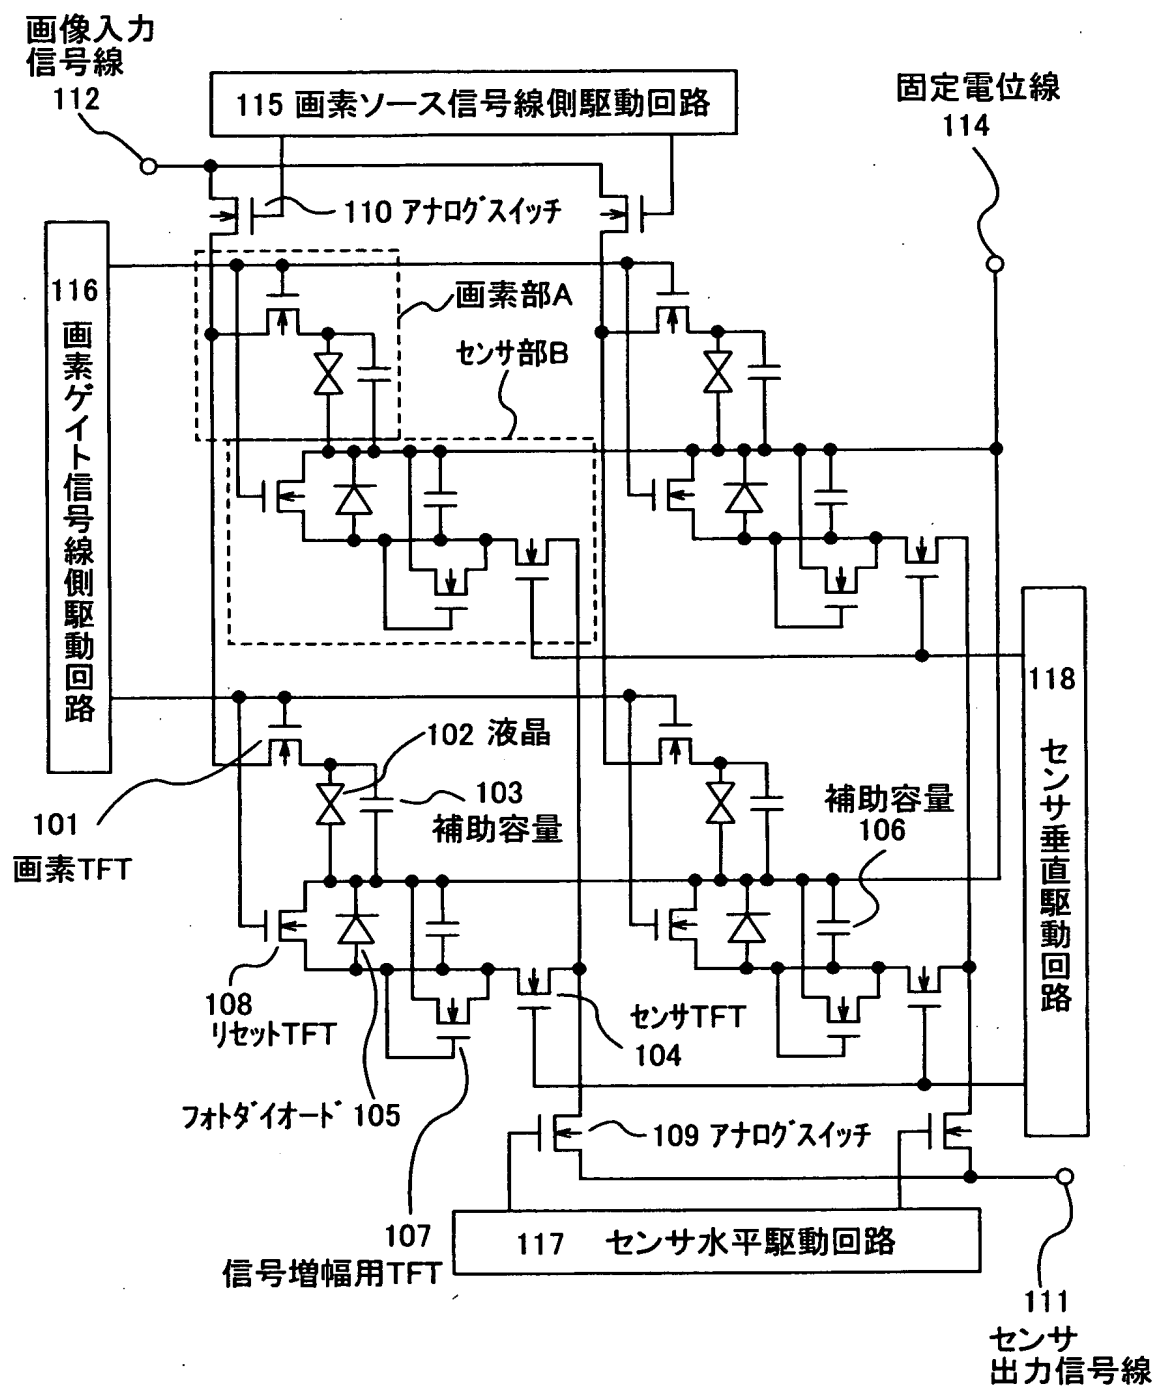 画像入力
信号線
112
115 画素ソース信号線側駆動回路
固定電位線
114
110 アナログスイッチ
116 画素ゲイト信号線側駆動回路
画素部A
センサ部B
118 センサ垂直駆動回路
102 液晶
103
補助容量
補助容量
106
101
画素TFT
108
リセットTFT
センサTFT
104
フォトダイオード 105
109 アナログスイッチ
107
信号増幅用TFT
117 センサ水平駆動回路
111
センサ
出力信号線